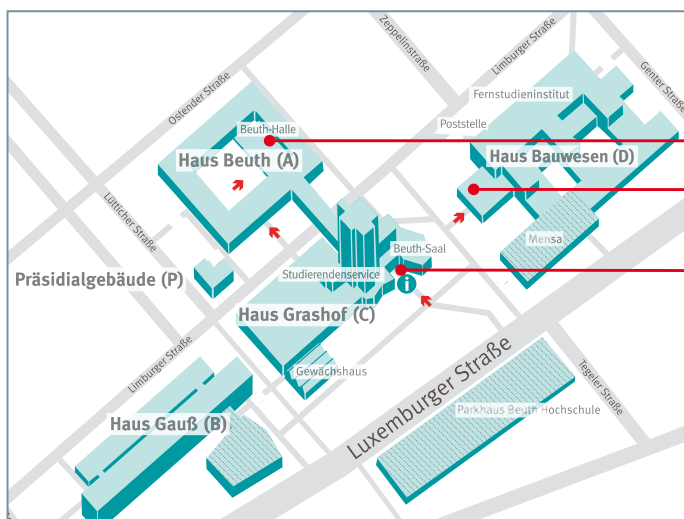 Zeppelinstraße
Limburger Straße
Genter Straße
Ostender Straße
Fernstudieninstitut
Poststelle
Beuth-Halle
Haus Beuth (A)
Haus Bauwesen (D)
Lütticher Straße
Beuth-Saal
Mensa
Präsidialgebäude (P)
Studierendenservice
i
Haus Grashof (C)
Limburger Straße
Gewächshaus
Luxemburger Straße
Tegeler Straße
Parkhaus Beuth Hochschule
Haus Gauß (B)